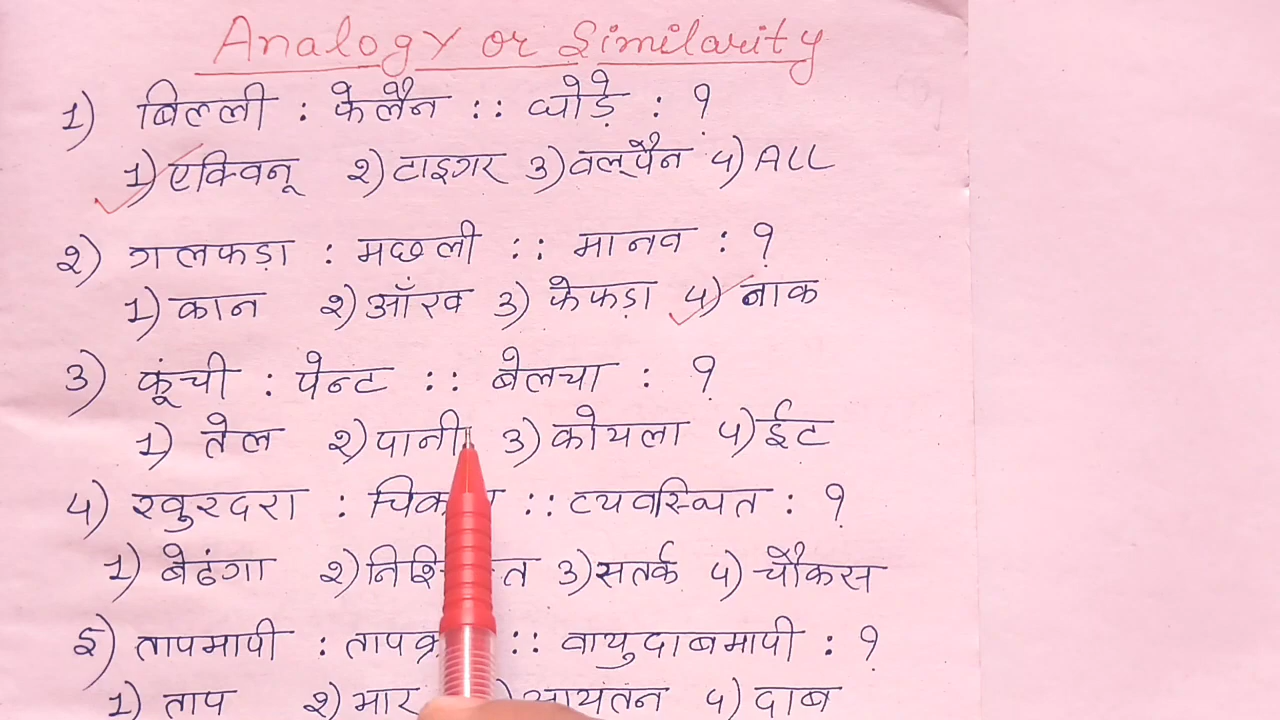 Analogy or Similarity
1) बिल्ली : फेलैन :: घोड़े : ?
1) एक्विनू 2) टाइगर 3) वल्पैन 4) ALL
2) गलफड़ा : मछली :: मानव : ?
1) कान 2) आँख 3) फेफड़ा 4) नाक
3) कूंची : पेन्ट :: बेलचा : ?
1) तेल 2) पानी 3) कोयला 4) ईट
4) खुरदरा : :: व्यवस्थित : ?
1) बेढंगा 2) 3) सतर्क 4) चौकस
5) तापमापी : :: वायुदाबमापी : ?
1) ताप 2) भार आयतन 4) दाब